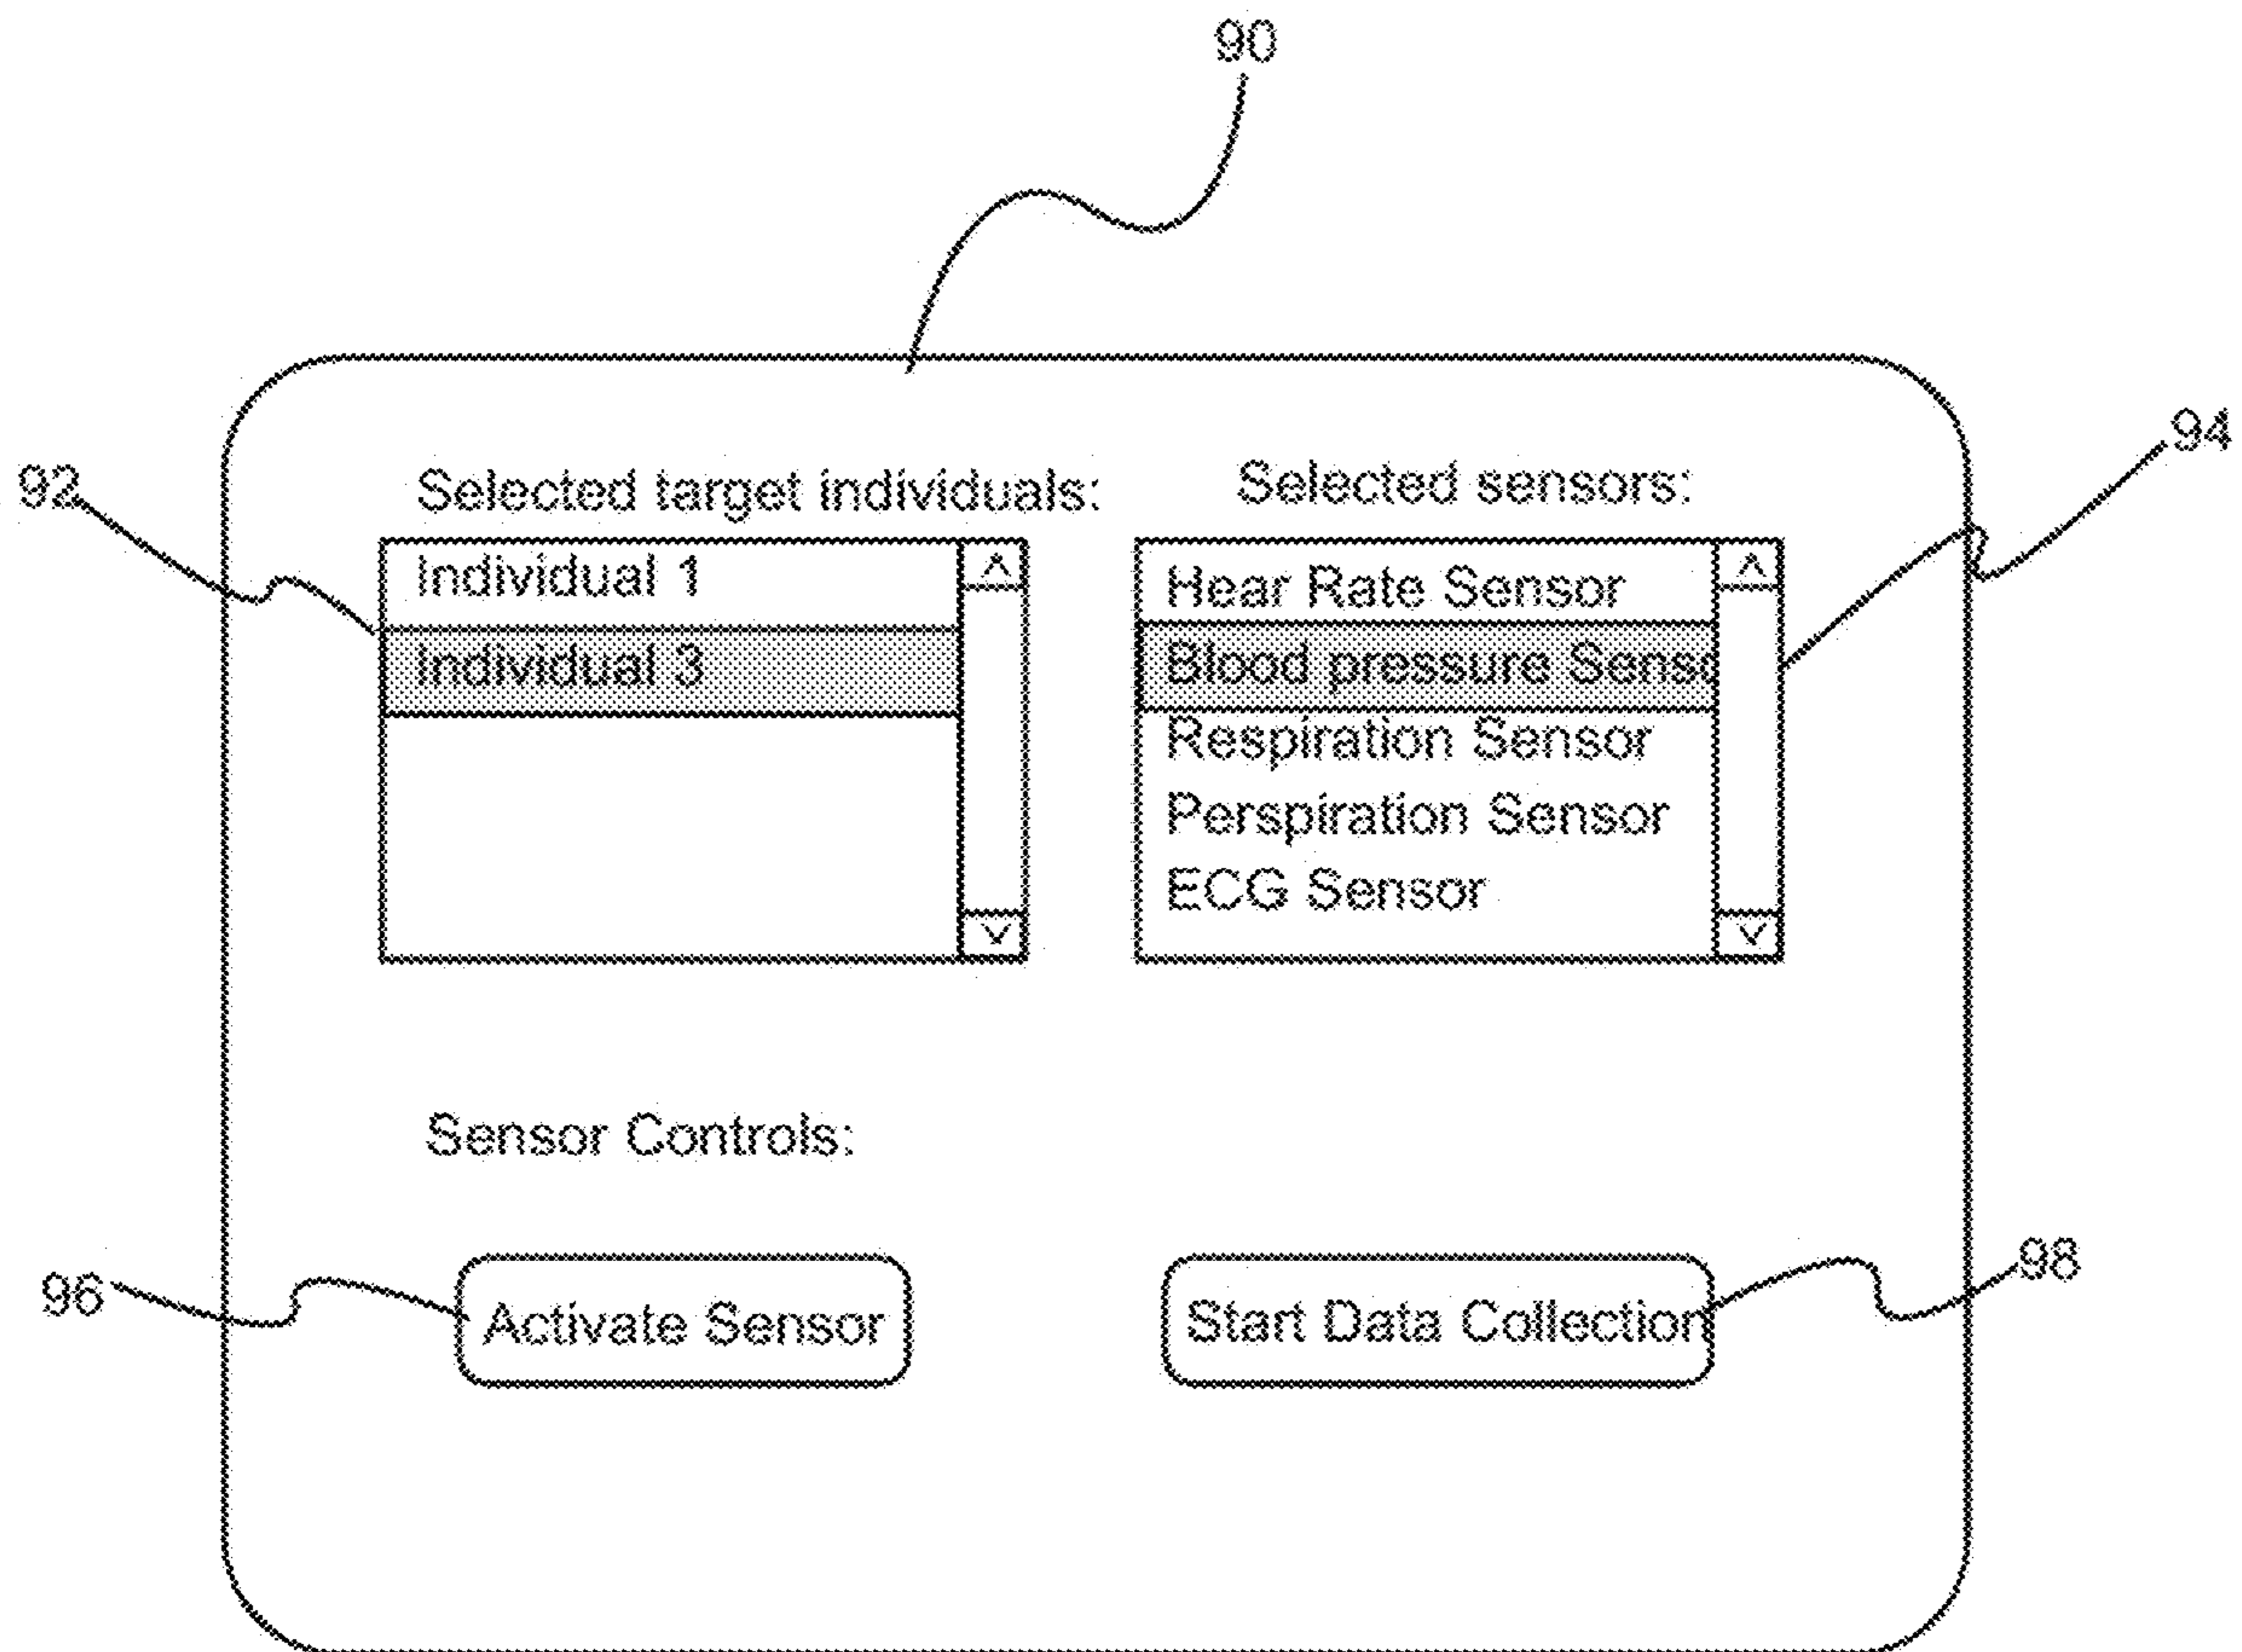 90
94
92
Selected target individuals:
Selected sensors:
Individual 1
Individual 3
Hear Rate Sensor
Blood pressure Senso
Respiration Sensor
Perspiration Sensor
ECG Sensor
Sensor Controls:
96
Activate Sensor
Start Data Collection
98